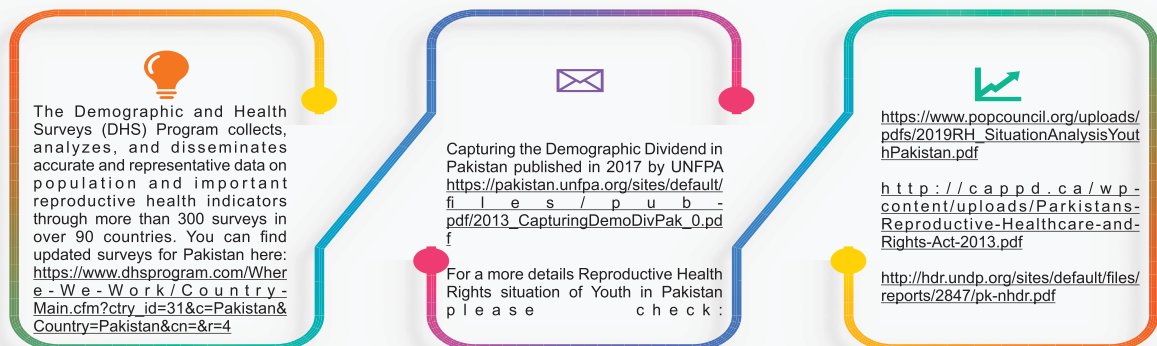 The Demographic and Health
Surveys (DHS) Program collects,
analyzes, and disseminates
accurate and representative data on
population and important
reproductive health indicators
through more than 300 surveys in
over 90 countries. You can find
updated surveys for Pakistan here:
https://www.dhsprogram.com/Wher
e-We-Work/Country-
Main.cfm?ctry_id=31&c=Pakistan&
Country=Pakistan&cn=&r=4
Capturing the Demographic Dividend in
Pakistan published in 2017 by UNFPA
https://pakistan.unfpa.org/sites/default/
files/pub-
pdf/2013_CapturingDemoDivPak_0.pd
f
For a more details Reproductive Health
Rights situation of Youth in Pakistan
please check:
https://www.popcouncil.org/uploads/
pdfs/2019RH_SituationAnalysisYout
hPakistan.pdf
http://cappd.ca/wp-
content/uploads/Parkistans-
Reproductive-Healthcare-and-
Rights-Act-2013.pdf
http://hdr.undp.org/sites/default/files/
reports/2847/pk-nhdr.pdf